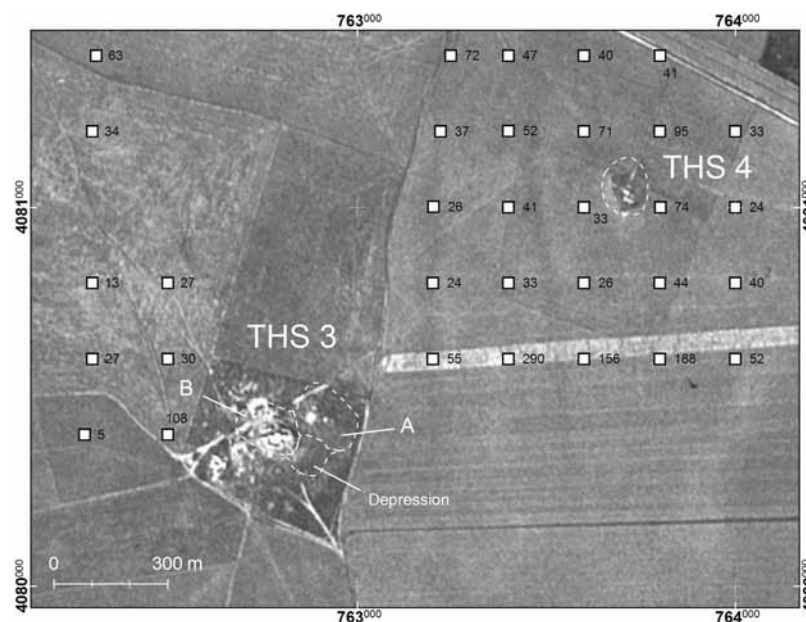 763000 764000
63 72 47 40 41
34 37 52 71 95 33
THS 4
4081000 26 41 33 74 24 4081000
13 27 24 33 26 44 40
THS 3
27 30 55 290 156 188 52
B
108
5 A
Depression
0 300 m
4080000 4080000
763000 764000